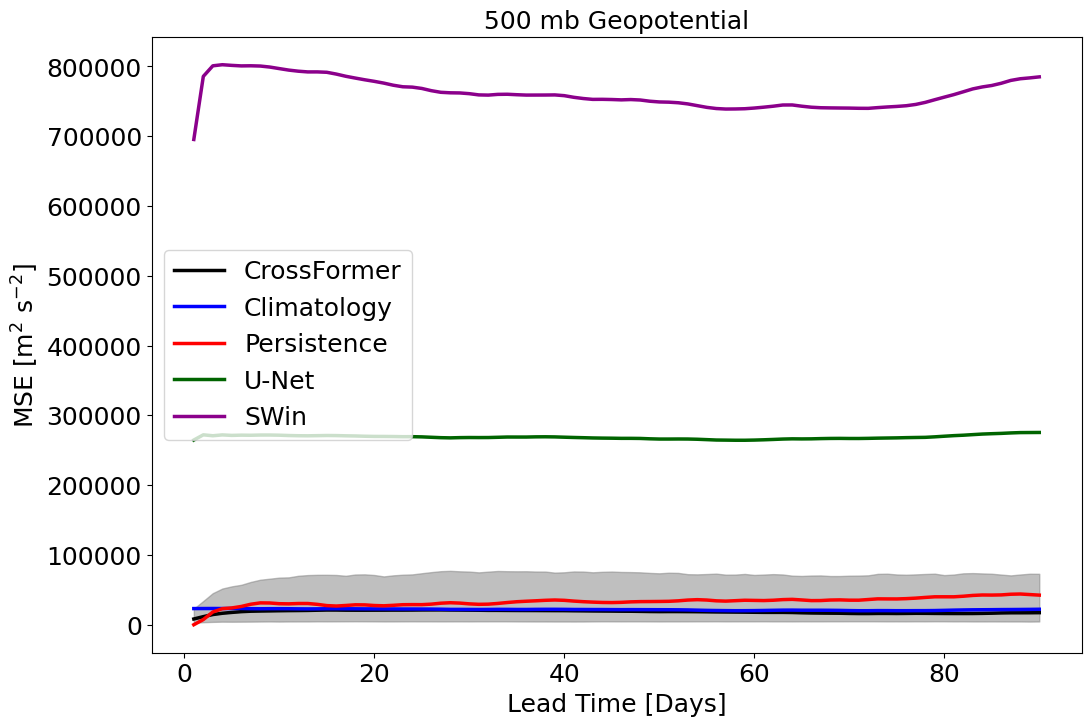 500 mb Geopotential
800000
700000
600000
500000
400000
300000
200000
100000
0
MSE [m² s⁻²]
CrossFormer
Climatology
Persistence
U-Net
SWin
0 20 40 60 80
Lead Time [Days]